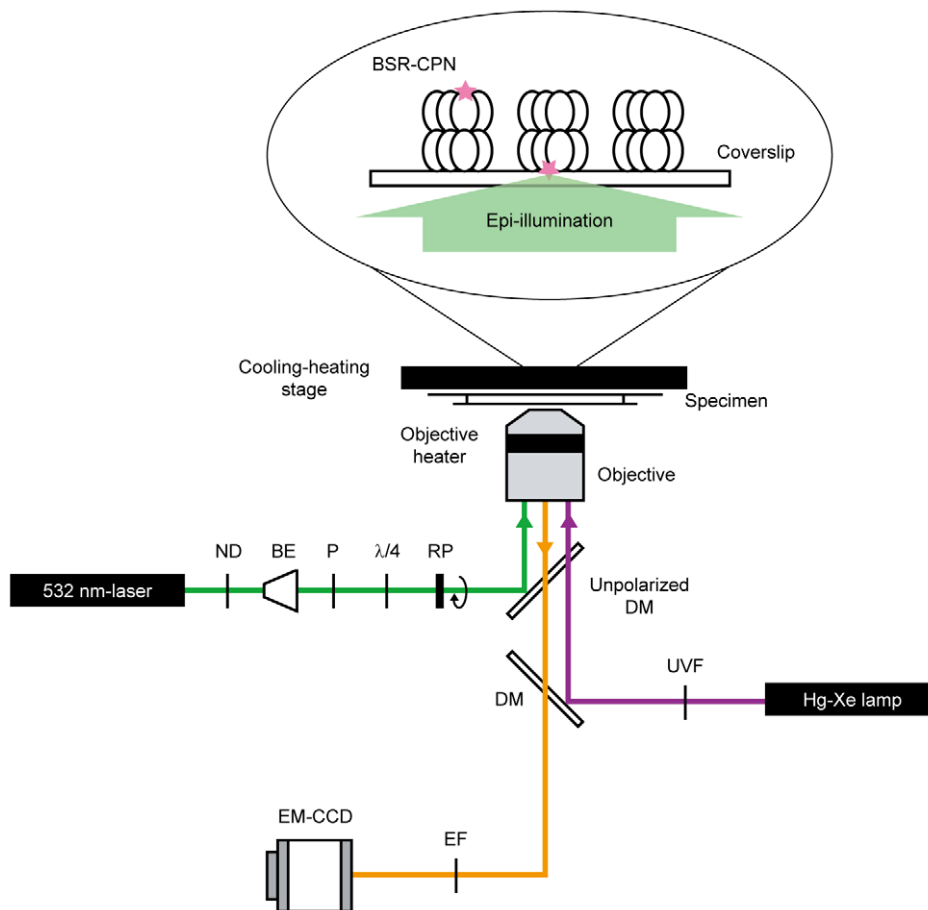 BSR-CPN
Coverslip
Epi-illumination
Cooling-heating
stage
Specimen
Objective
heater
Objective
ND
BE
P
λ/4
RP
532 nm-laser
Unpolarized
DM
UVF
DM
Hg-Xe lamp
EM-CCD
EF